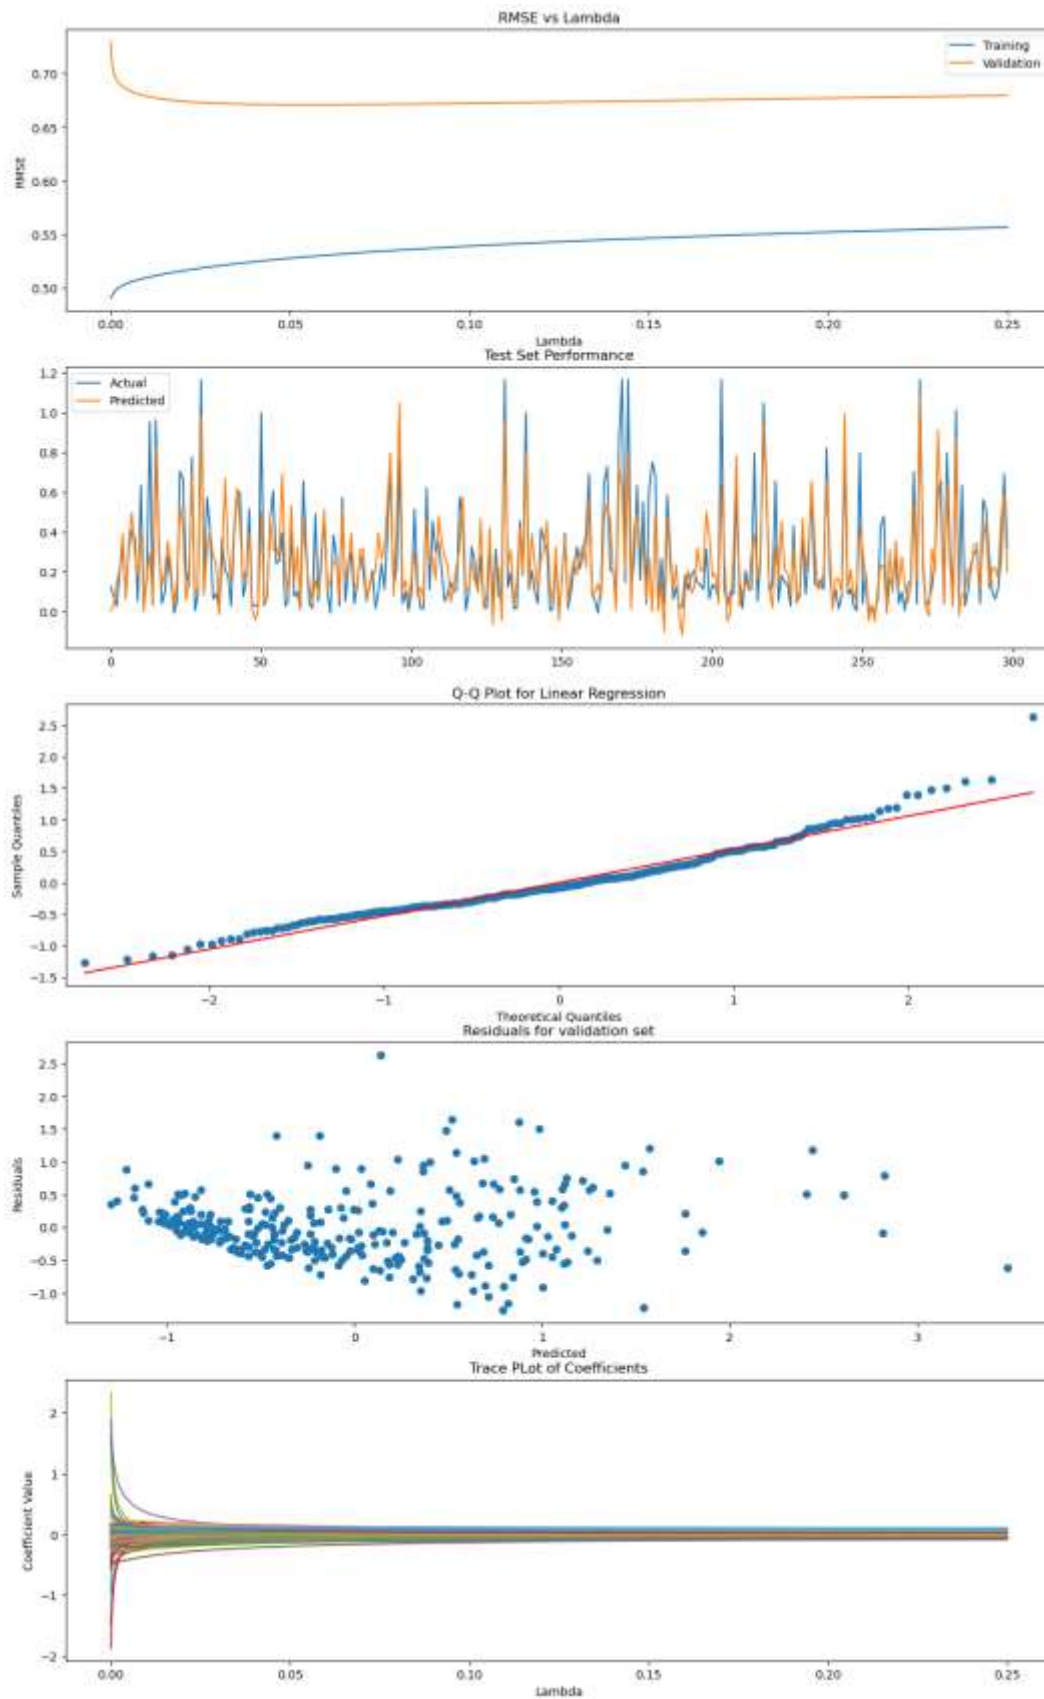 RMSE vs Lambda
Training
Validation
0.70
0.65
0.60
0.55
0.50
RMSE
0.00 0.05 0.10 0.15 0.20 0.25
Lambda
Test Set Performance
Actual
Predicted
1.2
1.0
0.8
0.6
0.4
0.2
0.0
0 50 100 150 200 250 300
Q-Q Plot for Linear Regression
2.5
2.0
1.5
1.0
0.5
0.0
−0.5
−1.0
−1.5
Sample Quantiles
−2 −1 0 1 2
Theoretical Quantiles
Residuals for validation set
2.5
2.0
1.5
1.0
0.5
0.0
−0.5
−1.0
Residuals
−1 0 1 2 3
Predicted
Trace PLot of Coefficients
2
1
0
−1
−2
Coefficient Value
0.00 0.05 0.10 0.15 0.20 0.25
Lambda